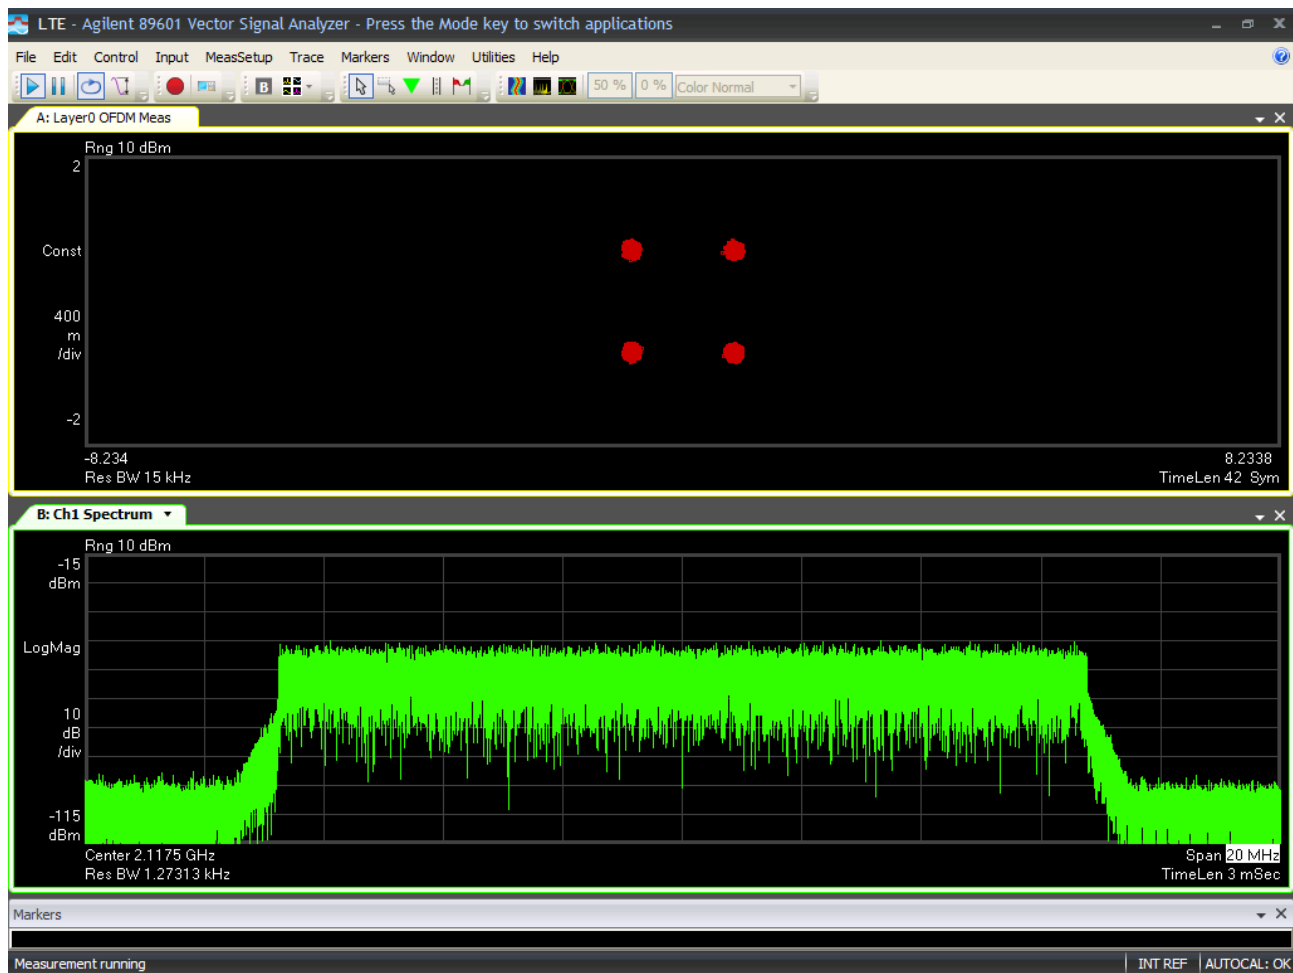 LTE - Agilent 89601 Vector Signal Analyzer - Press the Mode key to switch applications
File Edit Control Input MeasSetup Trace Markers Window Utilities Help
B 50 % 0 % Color Normal
A: Layer0 OFDM Meas
Rng 10 dBm
2
Const
400
m
/div
-2
-8.234 8.2338
Res BW 15 kHz TimeLen 42 Sym
B: Ch1 Spectrum
Rng 10 dBm
-15
dBm
LogMag
10
dB
/div
-115
dBm
Center 2.1175 GHz Span 20 MHz
Res BW 1.27313 kHz TimeLen 3 mSec
Markers
Measurement running INT REF AUTOCAL: OK